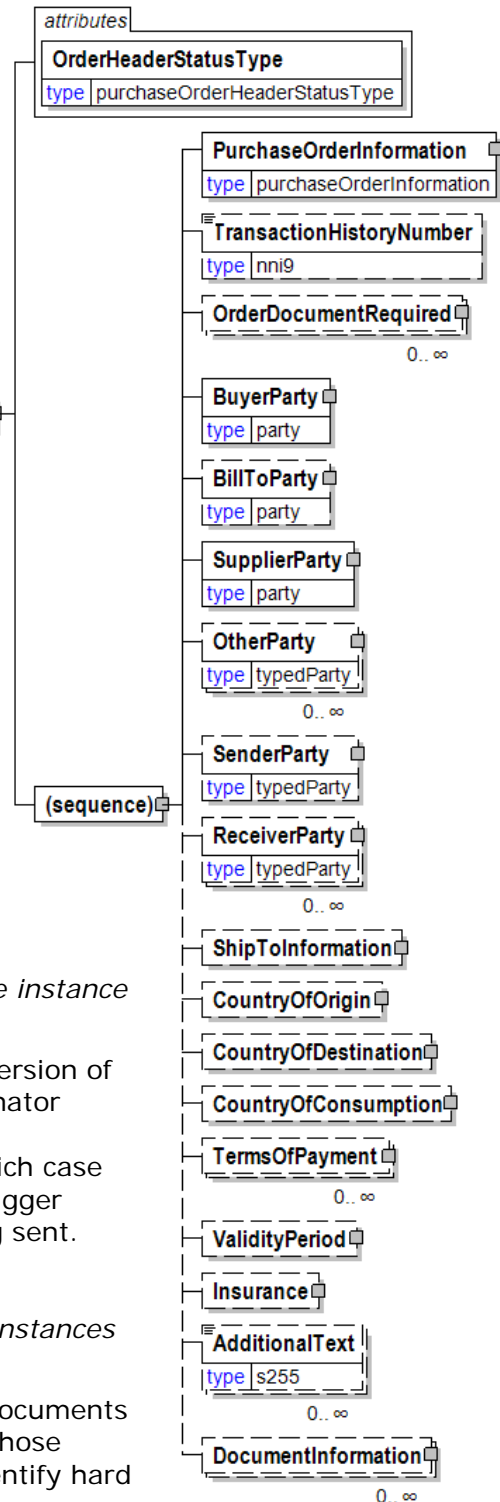 attributes
OrderHeaderStatusType
type purchaseOrderHeaderStatusType
PurchaseOrderInformation
type purchaseOrderInformation
TransactionHistoryNumber
type nni9
OrderDocumentRequired
0.. ∞
BuyerParty
type party
BillToParty
type party
SupplierParty
type party
OtherParty
type typedParty
0.. ∞
SenderParty
type typedParty
(sequence)
ReceiverParty
type typedParty
0.. ∞
ShipToInformation
CountryOfOrigin
CountryOfDestination
CountryOfConsumption
TermsOfPayment
0.. ∞
ValidityPeriod
Insurance
AdditionalText
type s255
0.. ∞
DocumentInformation
0.. ∞
instance
ersion of
nator
ich case
gger
sent.
nstances
ocuments
hose
entify hard